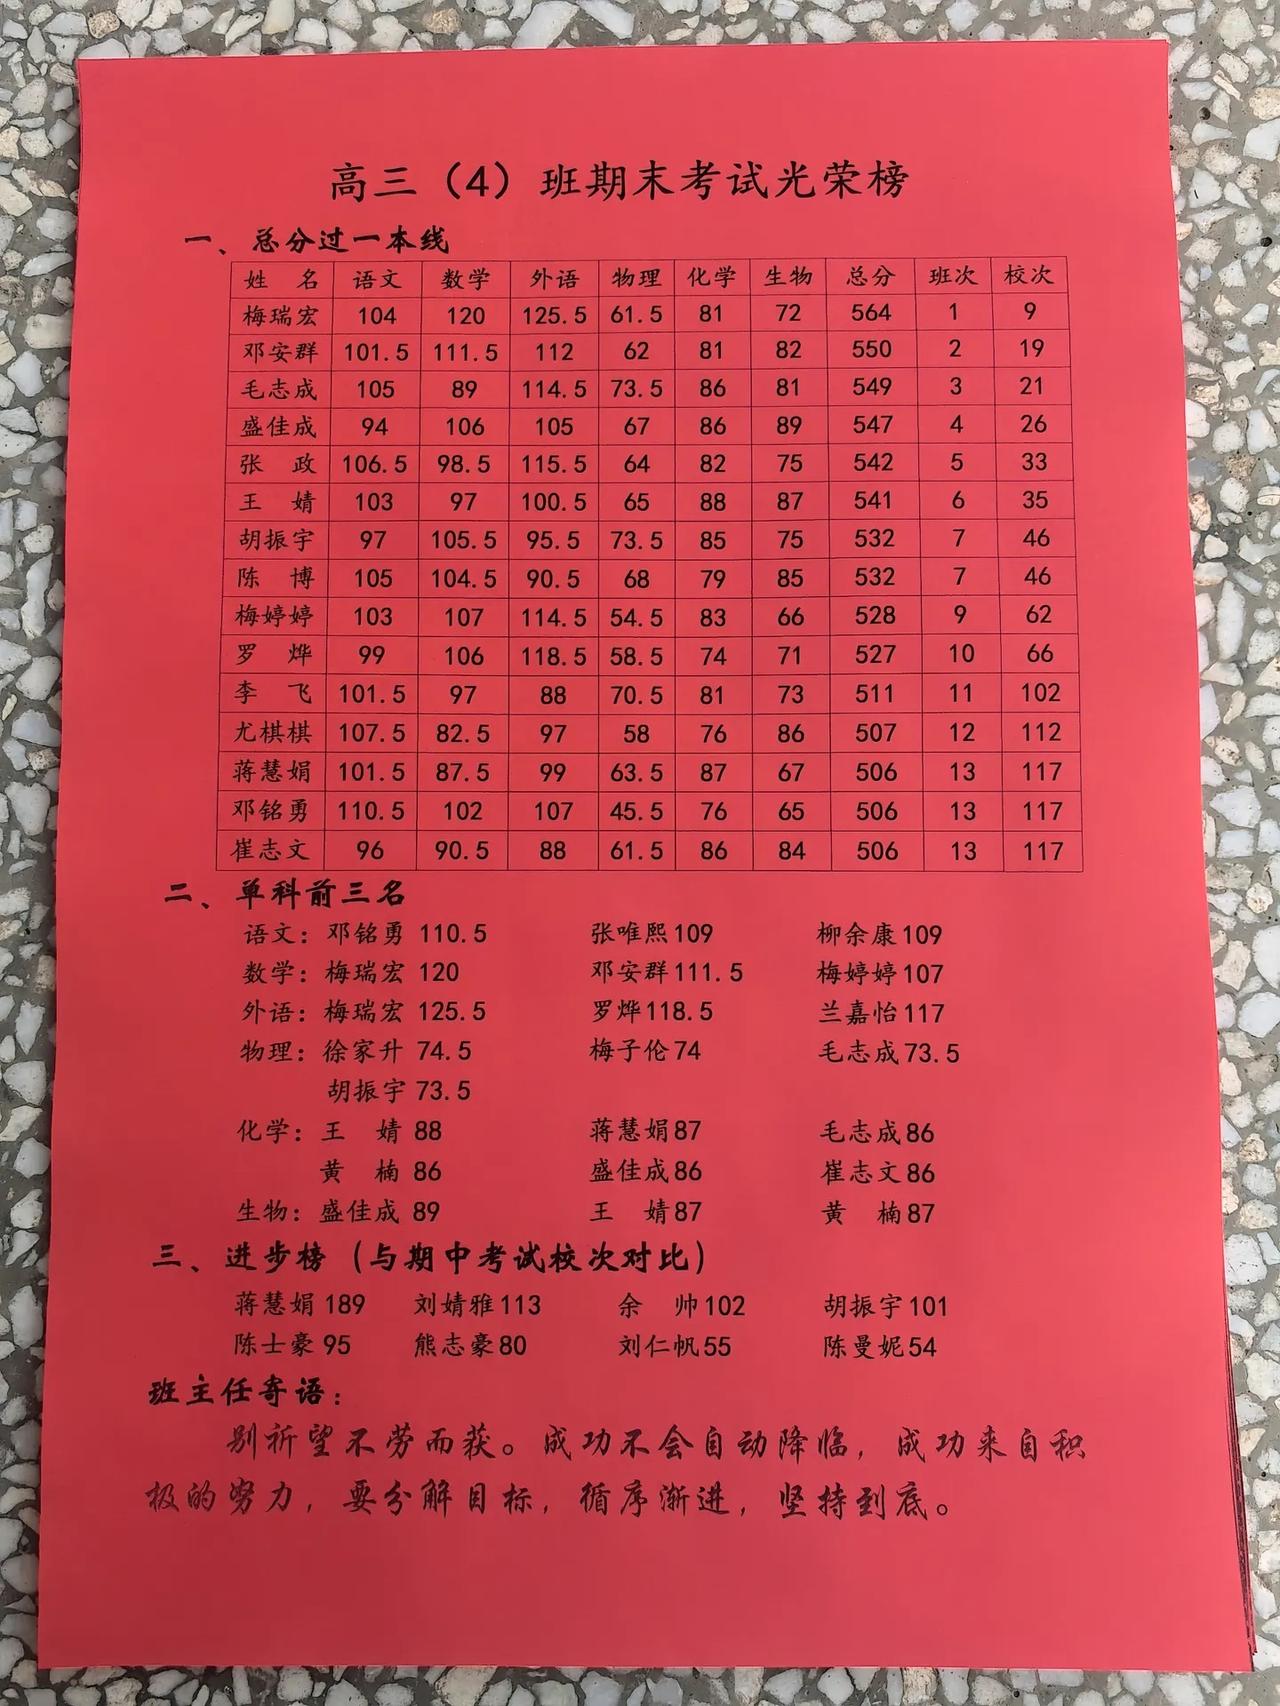 高三（4）班期末考试光荣榜
一、总分过一本线
姓 名 语文 数学 外语 物理 化学 生物 总分 班次 校次
梅瑞宏 104 120 125.5 61.5 81 72 564 1 9
邓安群 101.5 111.5 112 62 81 82 550 2 19
毛志成 105 89 114.5 73.5 86 81 549 3 21
盛佳成 94 106 105 67 86 89 547 4 26
张 政 106.5 98.5 115.5 64 82 75 542 5 33
王 婧 103 97 100.5 65 88 87 541 6 35
胡振宇 97 105.5 95.5 73.5 85 75 532 7 46
陈 博 105 104.5 90.5 68 79 85 532 7 46
梅婷婷 103 107 114.5 54.5 83 66 528 9 62
罗 烨 99 106 118.5 58.5 74 71 527 10 66
李 飞 101.5 97 88 70.5 81 73 511 11 102
尤棋棋 107.5 82.5 97 58 76 86 507 12 112
蒋慧娟 101.5 87.5 99 63.5 87 67 506 13 117
邓铭勇 110.5 102 107 45.5 76 65 506 13 117
崔志文 96 90.5 88 61.5 86 84 506 13 117
二、单科前三名
语文：邓铭勇 110.5 张唯熙109 柳余康109
数学：梅瑞宏 120 邓安群111.5 梅婷婷107
外语：梅瑞宏 125.5 罗烨118.5 兰嘉怡117
物理：徐家升 74.5 梅子伦74 毛志成73.5
胡振宇 73.5
化学：王 婧 88 蒋慧娟87 毛志成86
黄 楠 86 盛佳成86 崔志文86
生物：盛佳成 89 王 婧87 黄 楠87
三、进步榜（与期中考试校次对比）
蒋慧娟 189 刘婧雅113 余 帅102 胡振宇101
陈士豪 95 熊志豪80 刘仁帆55 陈曼妮54
班主任寄语：
别祈望不劳而获。成功不会自动降临，成功来自积
极的努力，要分解目标，循序渐进，坚持到底。